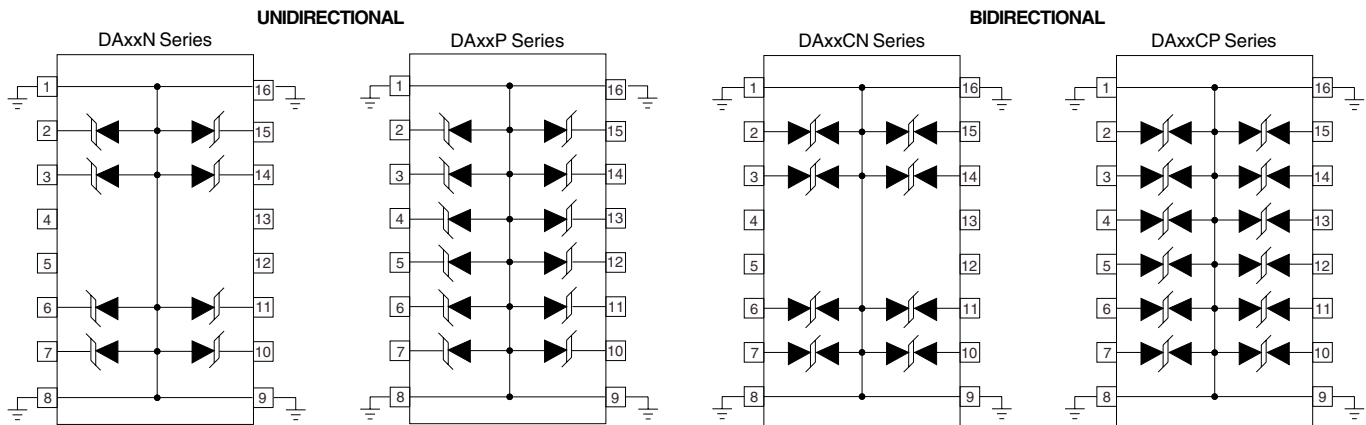 UNIDIRECTIONAL
BIDIRECTIONAL
DAxxN Series
DAxxP Series
DAxxCN Series
DAxxCP Series
1 16 1 16 1 16 1 16
2 15 2 15 2 15 2 15
3 14 3 14 3 14 3 14
4 13 4 13 4 13 4 13
5 12 5 12 5 12 5 12
6 11 6 11 6 11 6 11
7 10 7 10 7 10 7 10
8 9 8 9 8 9 8 9